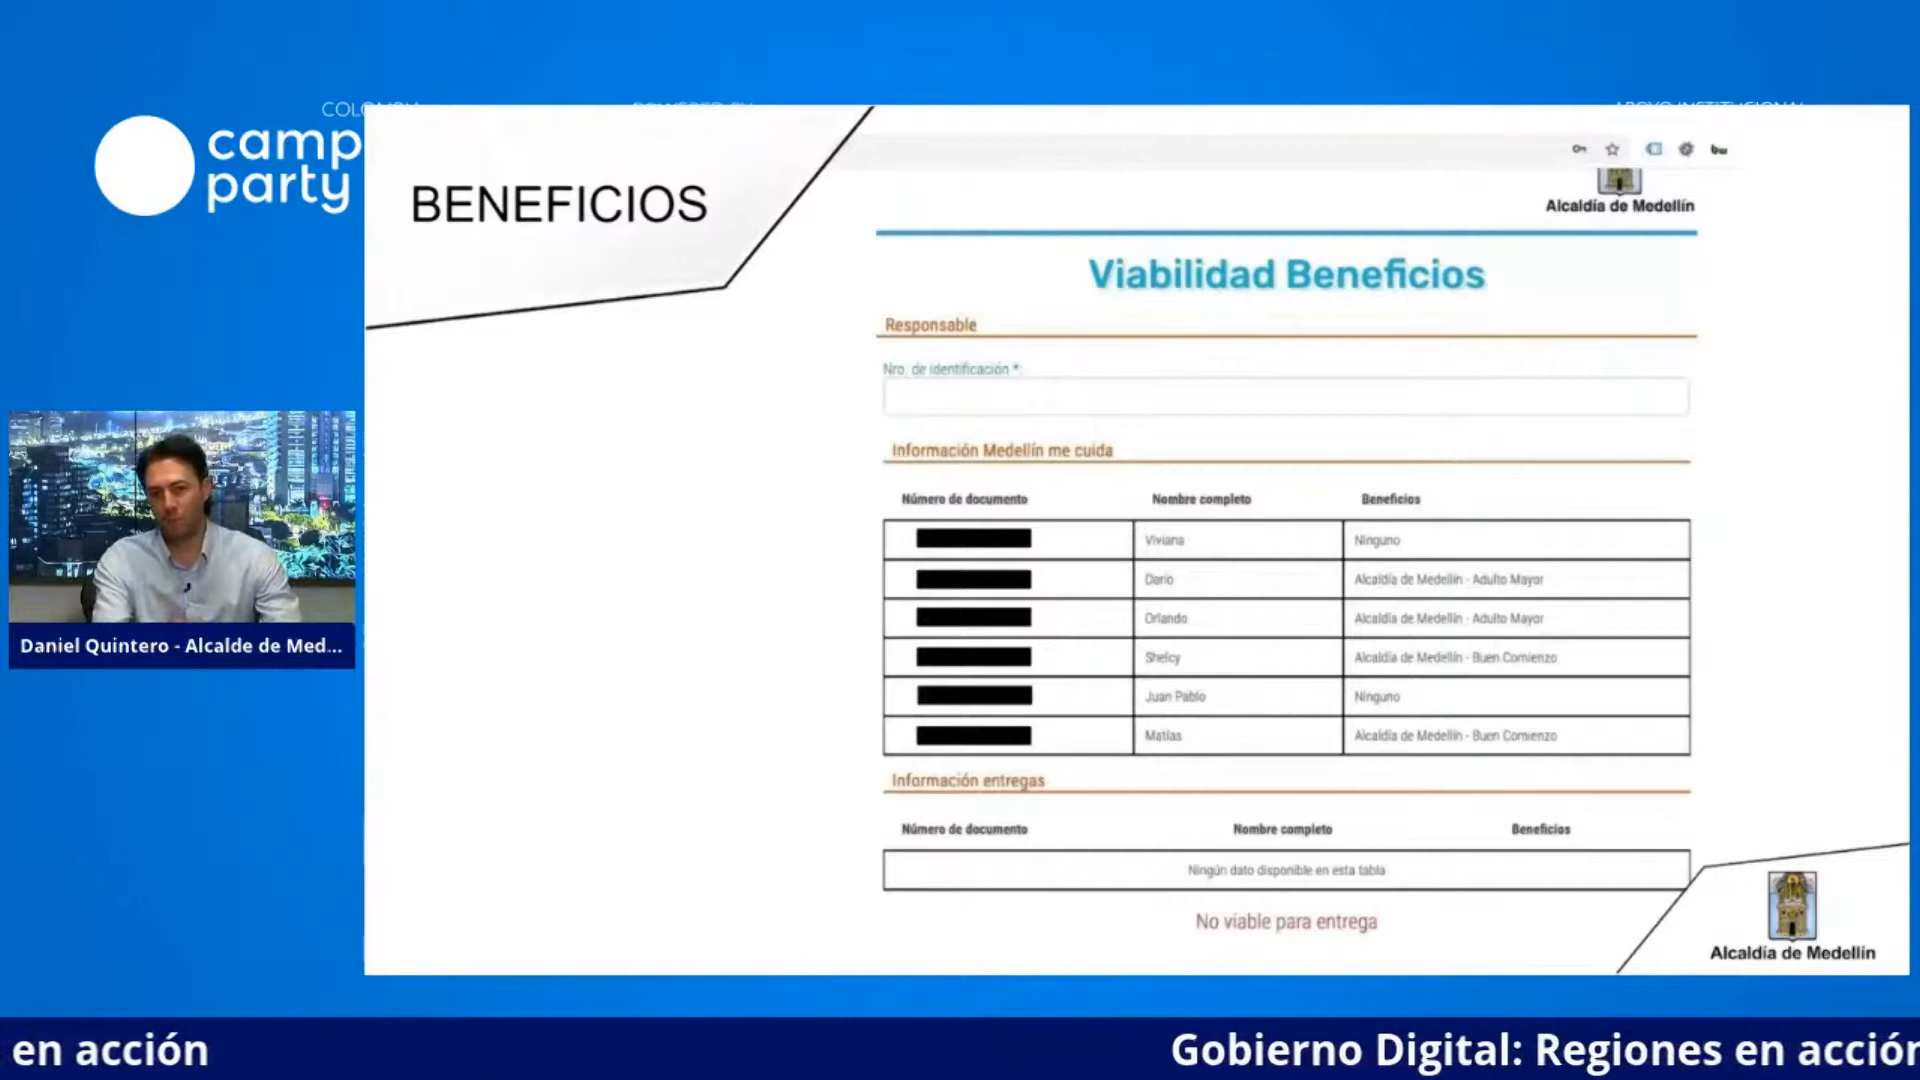 camp
party
BENEFICIOS
Alcaldía de Medellín
Viabilidad Beneficios
Responsable
Nro. de identificación *:
Información Medellín me cuida
Número de documento Nombre completo Beneficios
Viviana Ninguno
Darío Alcaldía de Medellín - Adulto Mayor
Orlando Alcaldía de Medellín - Adulto Mayor
Shelcy Alcaldía de Medellín - Buen Comienzo
Juan Pablo Ninguno
Matías Alcaldía de Medellín - Buen Comienzo
Información entregas
Número de documento Nombre completo Beneficios
Ningún dato disponible en esta tabla
No viable para entrega
Alcaldía de Medellín
Daniel Quintero - Alcalde de Med...
en acción
Gobierno Digital: Regiones en acción